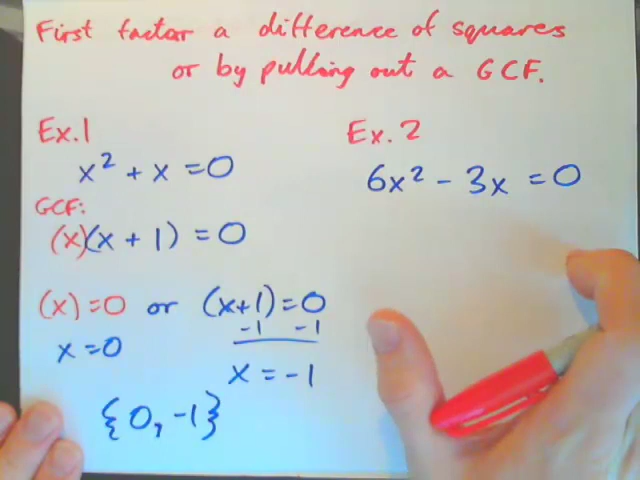 First factor a difference of squares
or by pulling out a GCF.
Ex.1
x² + x = 0
GCF:
(x)(x + 1) = 0
(x) = 0 or (x+1) = 0
-1 -1
x = 0
x = -1
{0, -1}
Ex. 2
6x² - 3x = 0